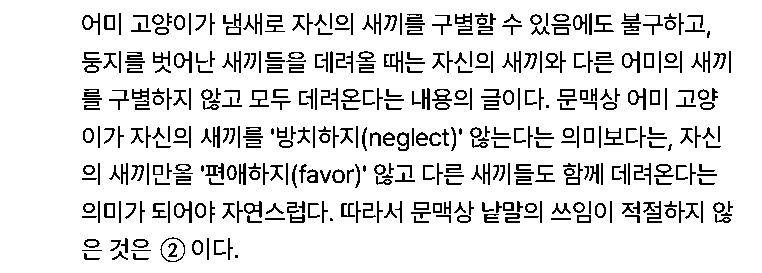 어미 고양이가 냄새로 자신의 새끼를 구별할 수 있음에도 불구하고,
둥지를 벗어난 새끼들을 데려올 때는 자신의 새끼와 다른 어미의 새끼
를 구별하지 않고 모두 데려온다는 내용의 글이다. 문맥상 어미 고양
이가 자신의 새끼를 '방치하지(neglect)' 않는다는 의미보다는, 자신
의 새끼만을 '편애하지(favor)' 않고 다른 새끼들도 함께 데려온다는
의미가 되어야 자연스럽다. 따라서 문맥상 낱말의 쓰임이 적절하지 않
은 것은 ②이다.